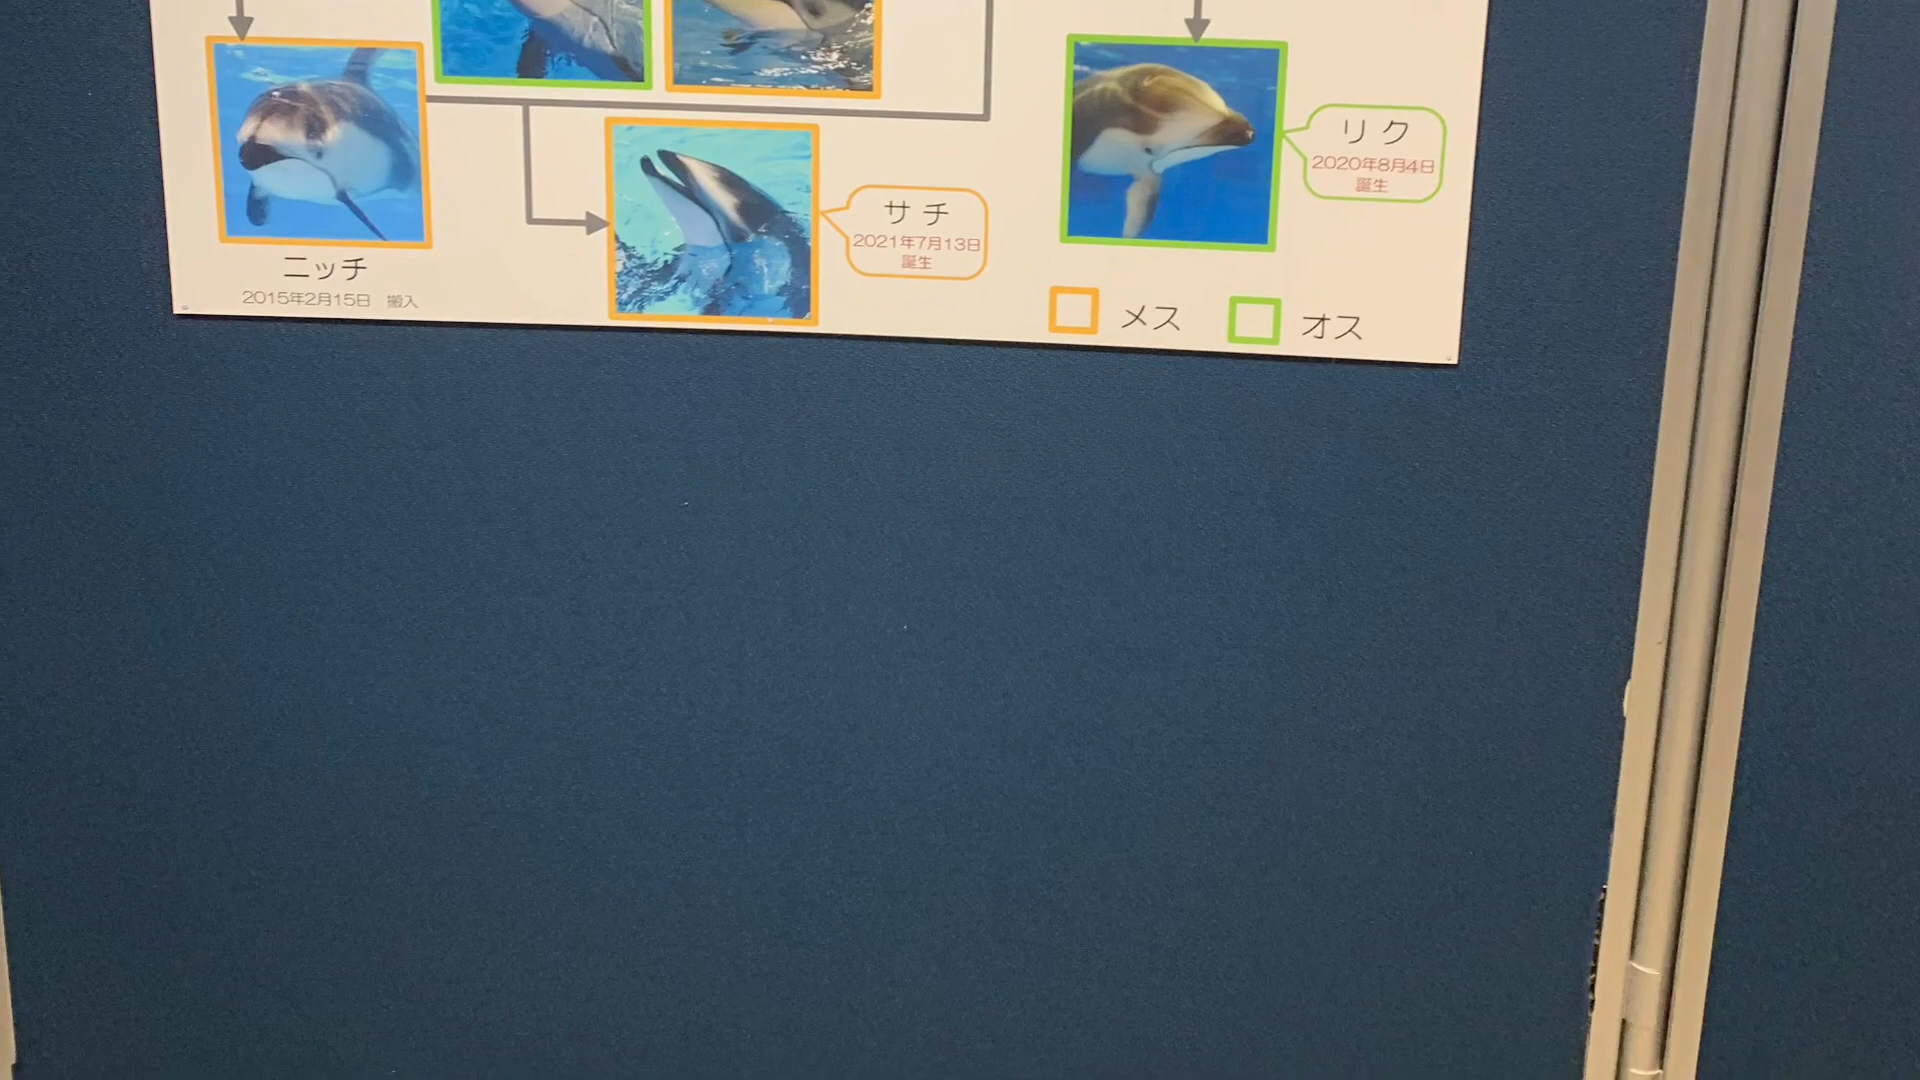 リク
2020年8月4日
誕生
サチ
2021年7月13日
誕生
ニッチ
2015年2月15日 搬入
メス
オス